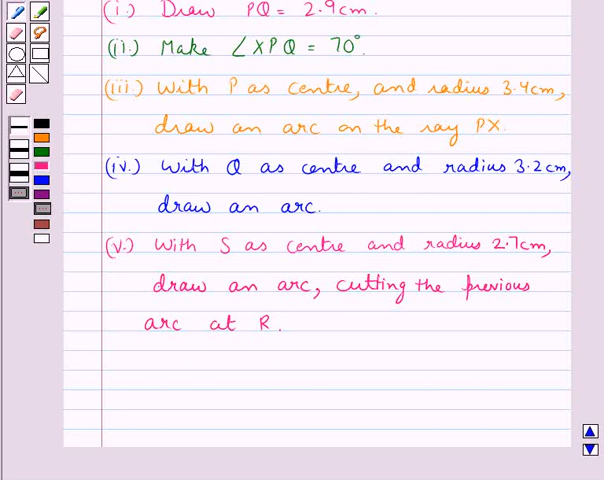 (i.) Draw PQ = 2.9cm.
(ii.) Make ∠XPQ = 70°.
(iii.) With P as centre, and radius 3.4cm,
draw an arc on the ray PX.
(iv.) With Q as centre and radius 3.2cm,
draw an arc.
(v.) With S as centre and radius 2.7cm,
draw an arc, cutting the previous
arc at R.